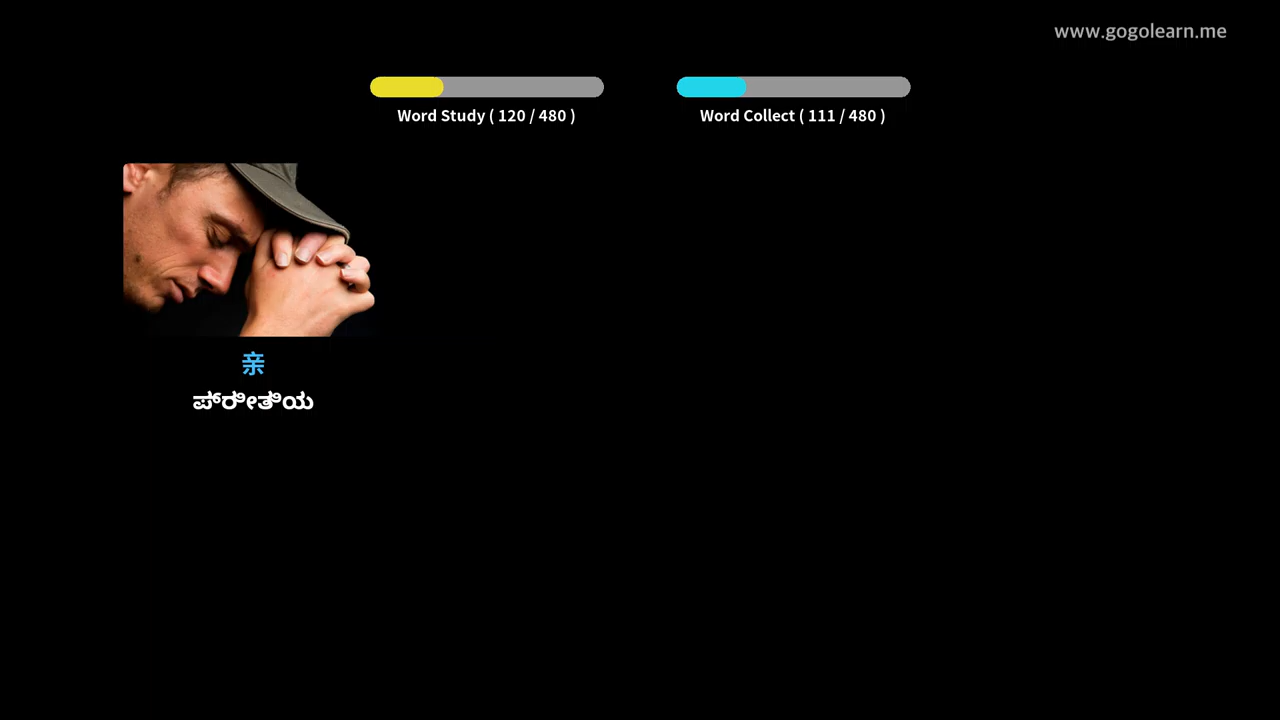 www.gogolearn.me
Word Study ( 120 / 480 )
Word Collect ( 111 / 480 )
亲
ಪ್ರೀತಿಯ